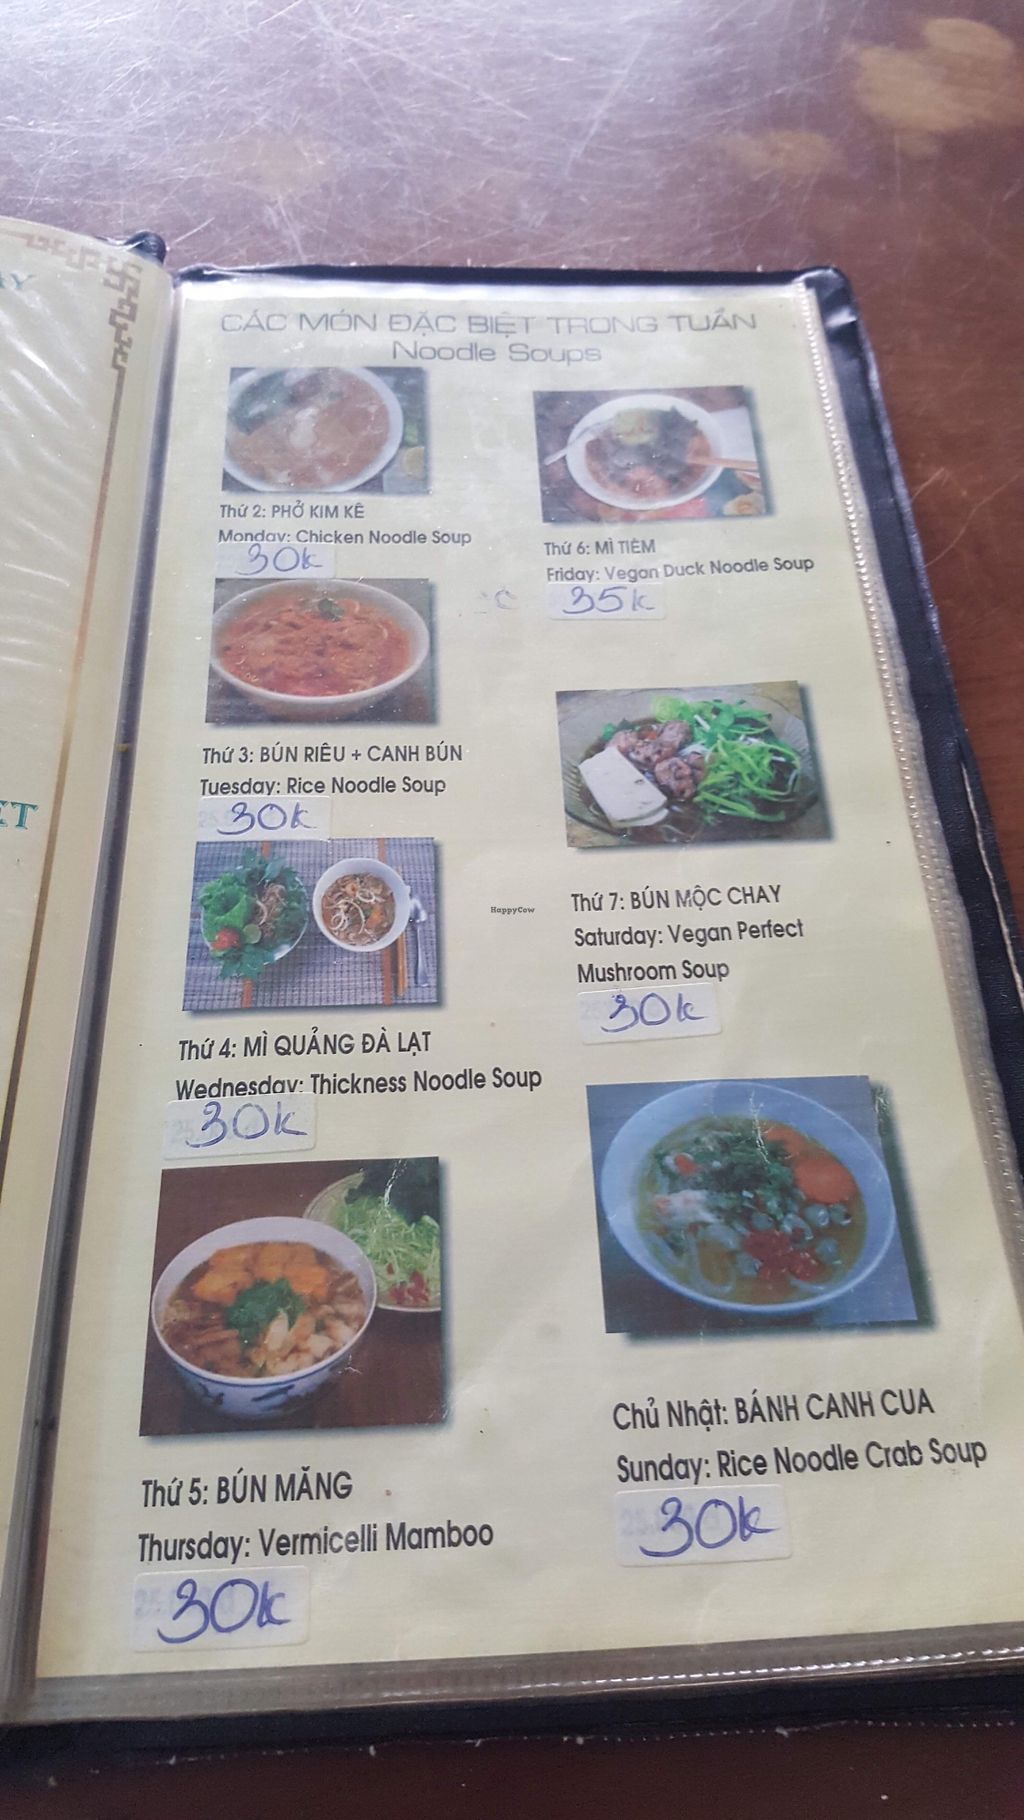 AY
ET
CÁC MÓN ĐẶC BIỆT TRONG TUẦN
Noodle Soups
Thứ 2: PHỞ KIM KÊ
Monday: Chicken Noodle Soup
30k
Thứ 3: BÚN RIÊU + CANH BÚN
Tuesday: Rice Noodle Soup
30k
Thứ 4: MÌ QUẢNG ĐÀ LẠT
Wednesday: Thickness Noodle Soup
30k
Thứ 5: BÚN MĂNG
Thursday: Vermicelli Mamboo
30k
Thứ 6: MÌ TIỀM
Friday: Vegan Duck Noodle Soup
35k
HappyCow
Thứ 7: BÚN MỘC CHAY
Saturday: Vegan Perfect
Mushroom Soup
30k
Chủ Nhật: BÁNH CANH CUA
Sunday: Rice Noodle Crab Soup
30k